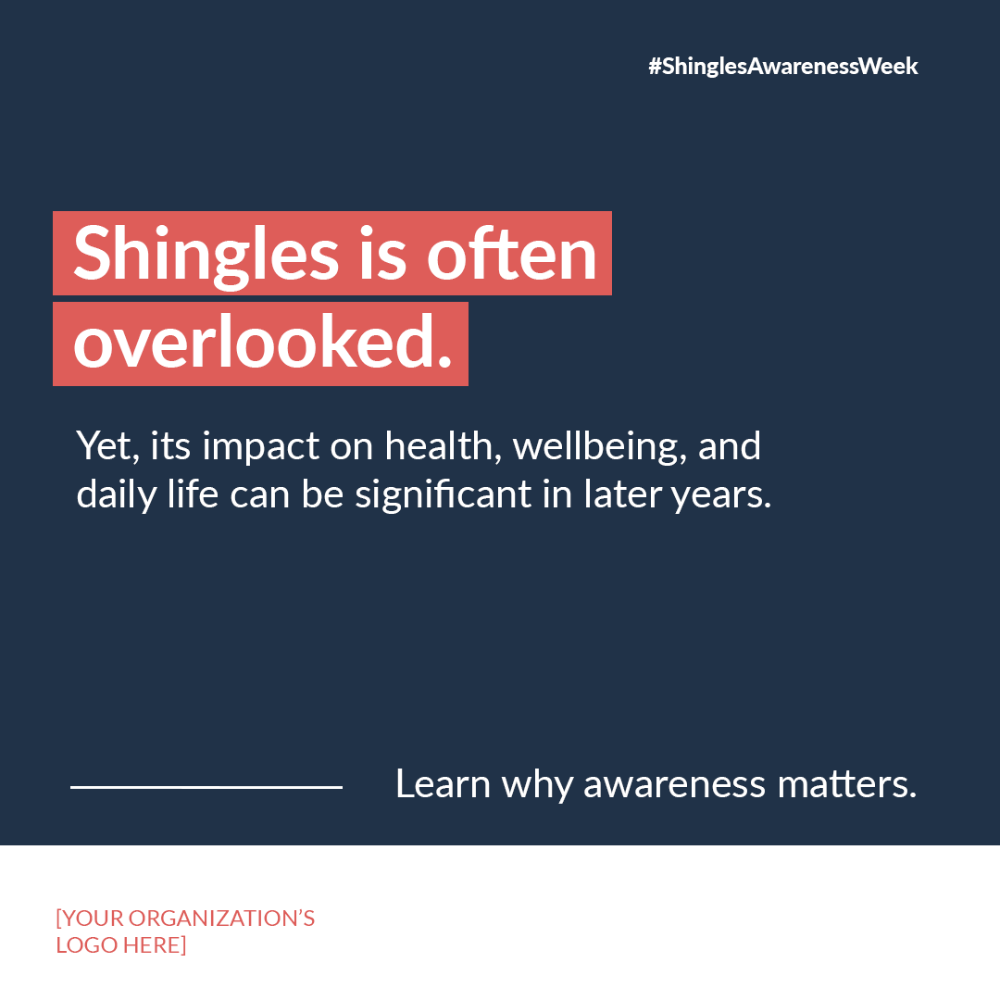 #ShinglesAwarenessWeek
Shingles is often
overlooked.
Yet, its impact on health, wellbeing, and
daily life can be significant in later years.
Learn why awareness matters.
[YOUR ORGANIZATION’S
LOGO HERE]